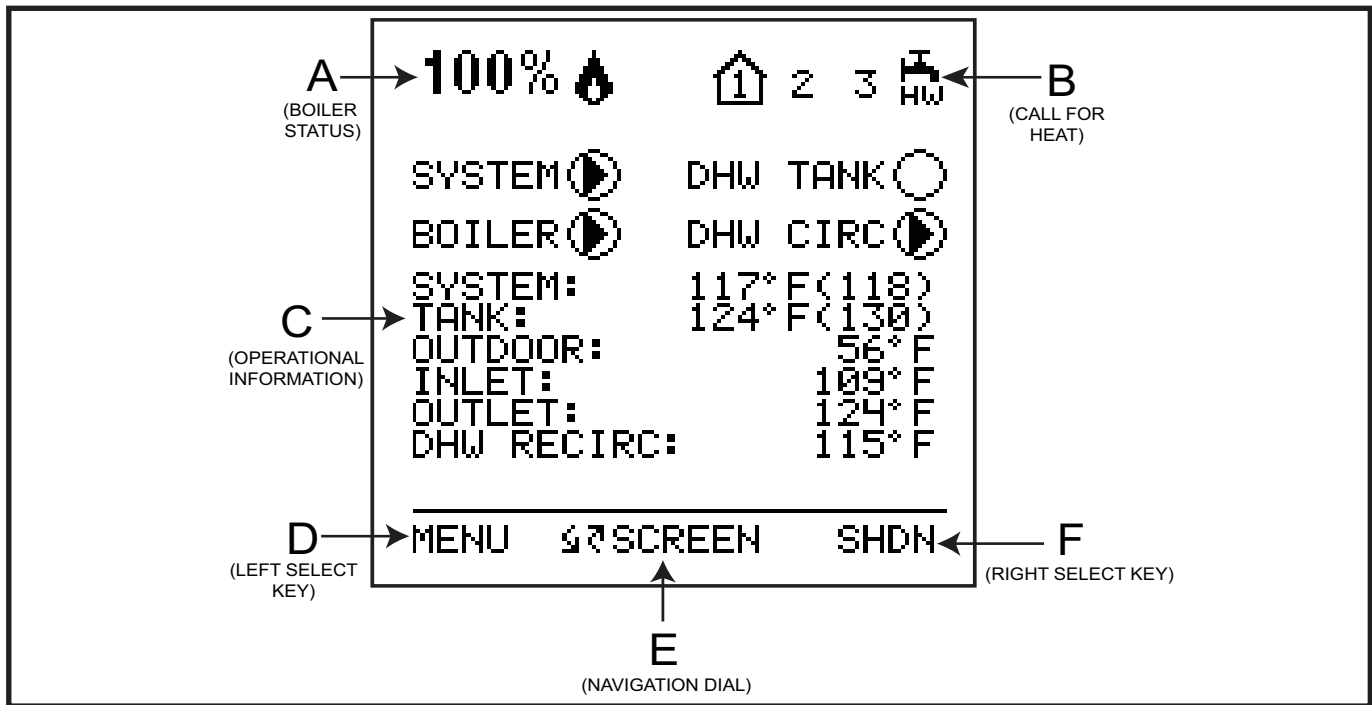 A
(BOILER
STATUS)
100%
1 2 3 HW
B
(CALL FOR
HEAT)
SYSTEM DHW TANK
BOILER DHW CIRC
C
(OPERATIONAL
INFORMATION)
SYSTEM: 117°F(118)
TANK: 124°F(130)
OUTDOOR: 56°F
INLET: 109°F
OUTLET: 124°F
DHW RECIRC: 115°F
D
(LEFT SELECT
KEY)
MENU SCREEN SHDN
F
(RIGHT SELECT KEY)
E
(NAVIGATION DIAL)